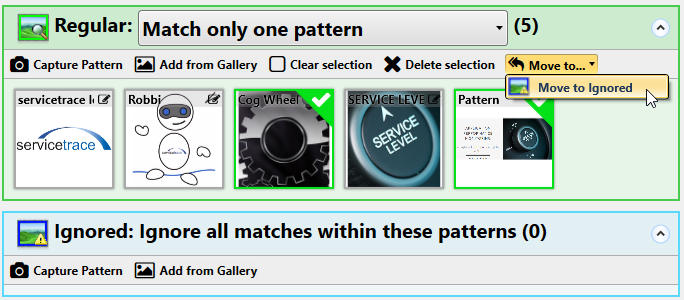 Regular: Match only one pattern (5)
Capture Pattern Add from Gallery Clear selection Delete selection Move to...
Move to Ignored
servicetrace Robbi Cog Wheel SERVICE LEVE Pattern
servicetrace
servicetrace
SERVICE
LEVEL
Ignored: Ignore all matches within these patterns (0)
Capture Pattern Add from Gallery